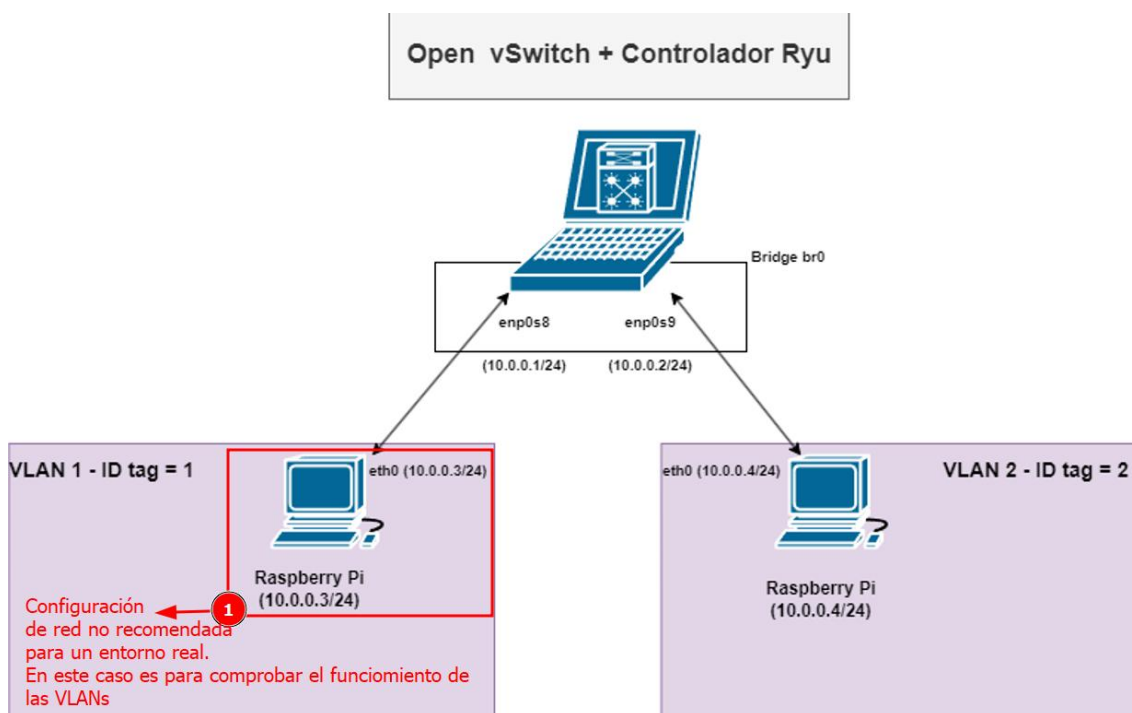 Open vSwitch + Controlador Ryu
Bridge br0
enp0s8
enp0s9
(10.0.0.1/24)
(10.0.0.2/24)
VLAN 1 - ID tag = 1
eth0 (10.0.0.3/24)
Raspberry Pi
(10.0.0.3/24)
1
Configuración
de red no recomendada
para un entorno real.
En este caso es para comprobar el funciomiento de
las VLANs
eth0 (10.0.0.4/24)
VLAN 2 - ID tag = 2
Raspberry Pi
(10.0.0.4/24)